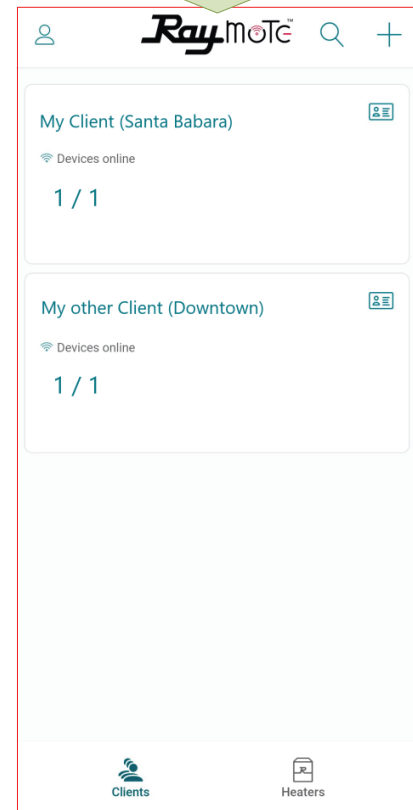 RayMOTE™
My Client (Santa Babara)
Devices online
1 / 1
My other Client (Downtown)
Devices online
1 / 1
Clients
Heaters